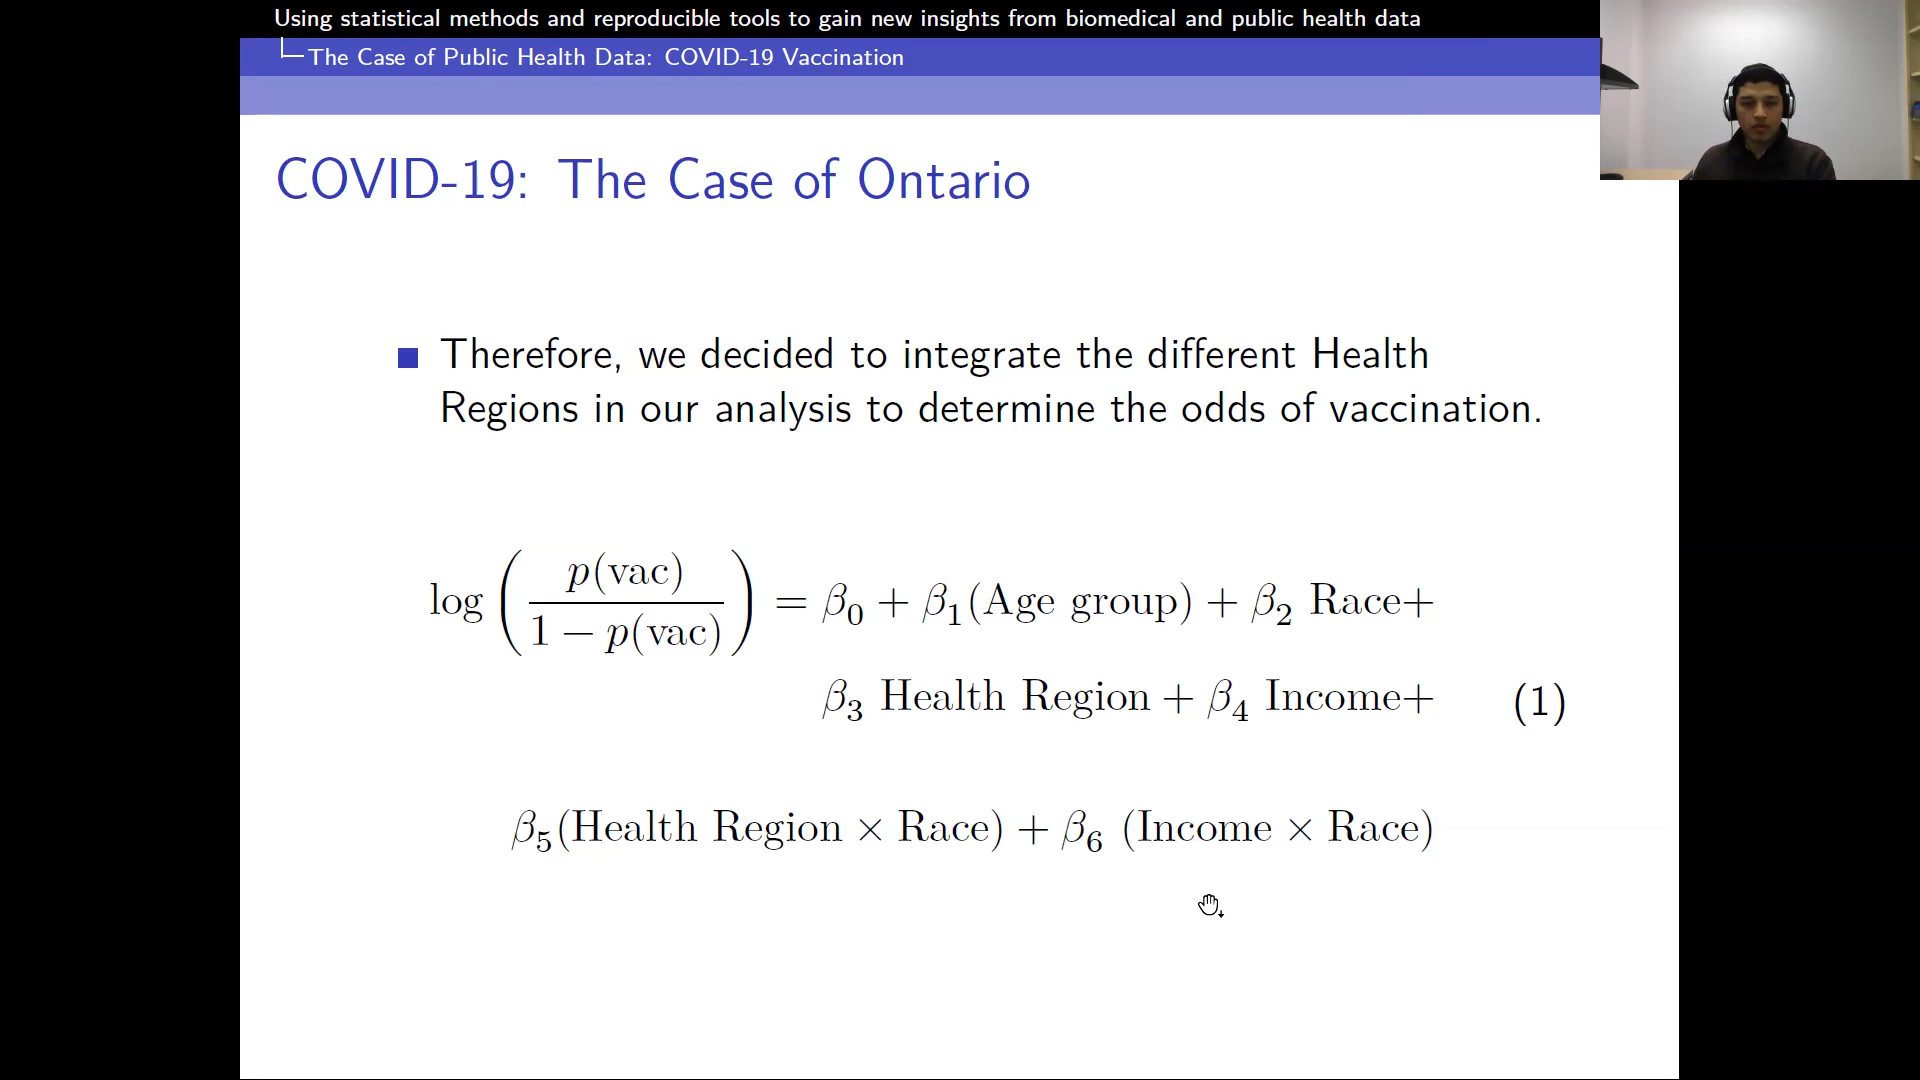 Using statistical methods and reproducible tools to gain new insights from biomedical and public health data
The Case of Public Health Data: COVID-19 Vaccination
COVID-19: The Case of Ontario
Therefore, we decided to integrate the different Health
Regions in our analysis to determine the odds of vaccination.
log ( p(vac) / 1 − p(vac) ) = β0 + β1(Age group) + β2 Race+
β3 Health Region + β4 Income+ (1)
β5(Health Region × Race) + β6 (Income × Race)